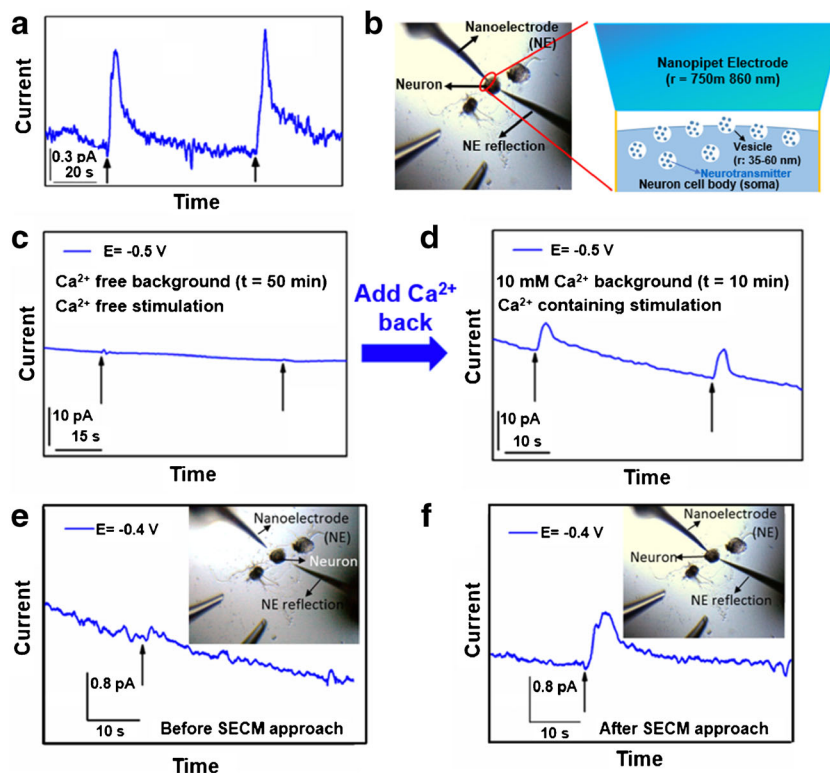 a
Current
0.3 pA
20 s
Time
b
Nanoelectrode
(NE)
Neuron
NE reflection
Nanopipet Electrode
(r = 750m 860 nm)
Vesicle
(r: 35-60 nm)
Neurotransmitter
Neuron cell body (soma)
c
Current
E= -0.5 V
Ca²⁺ free background (t = 50 min)
Ca²⁺ free stimulation
10 pA
15 s
Time
Add Ca²⁺
back
d
Current
E= -0.5 V
10 mM Ca²⁺ background (t = 10 min)
Ca²⁺ containing stimulation
10 pA
10 s
Time
e
Current
E= -0.4 V
Nanoelectrode
(NE)
Neuron
NE reflection
0.8 pA
10 s
Before SECM approach
Time
f
Current
E= -0.4 V
Nanoelectrode
(NE)
Neuron
NE reflection
0.8 pA
10 s
After SECM approach
Time